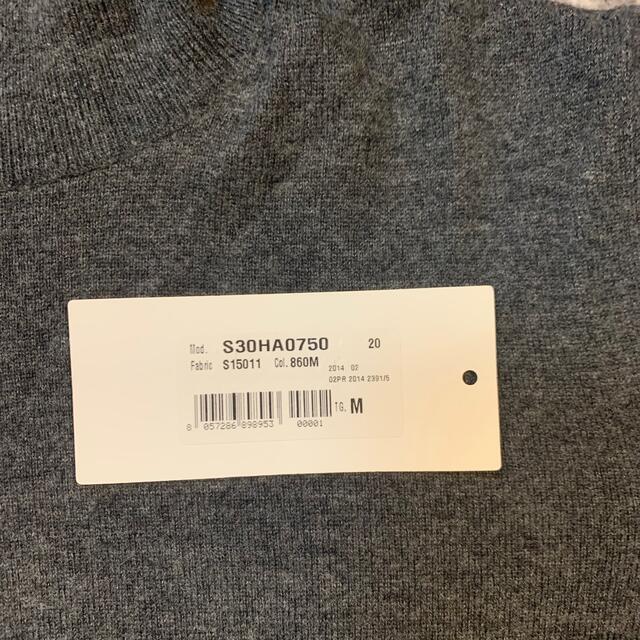 Mod. S30HA0750 20
Fabric S15011 Col. 860M 2014 02
02PR 2014 2391/5
TG. M
8 057286 898953 00001